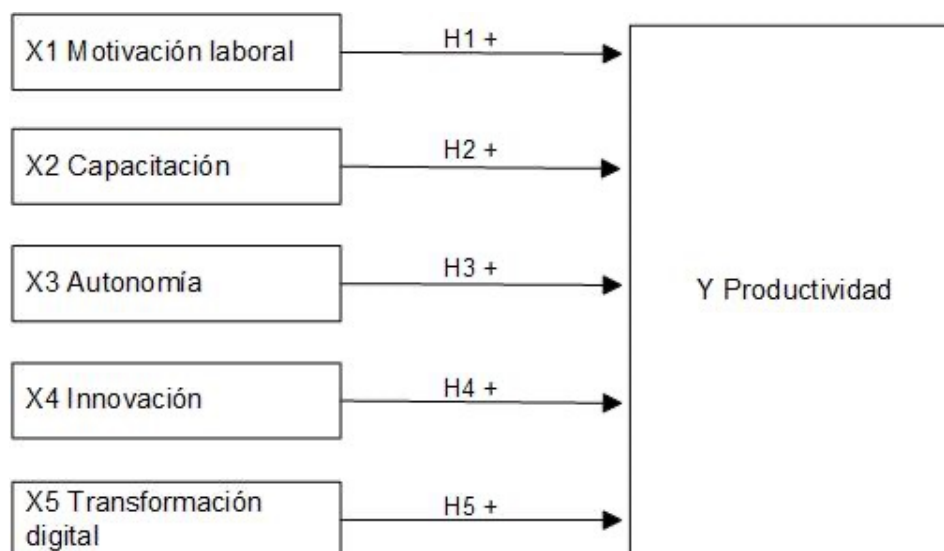 X1 Motivación laboral
H1 +
X2 Capacitación
H2 +
X3 Autonomía
H3 +
Y Productividad
X4 Innovación
H4 +
X5 Transformación
digital
H5 +